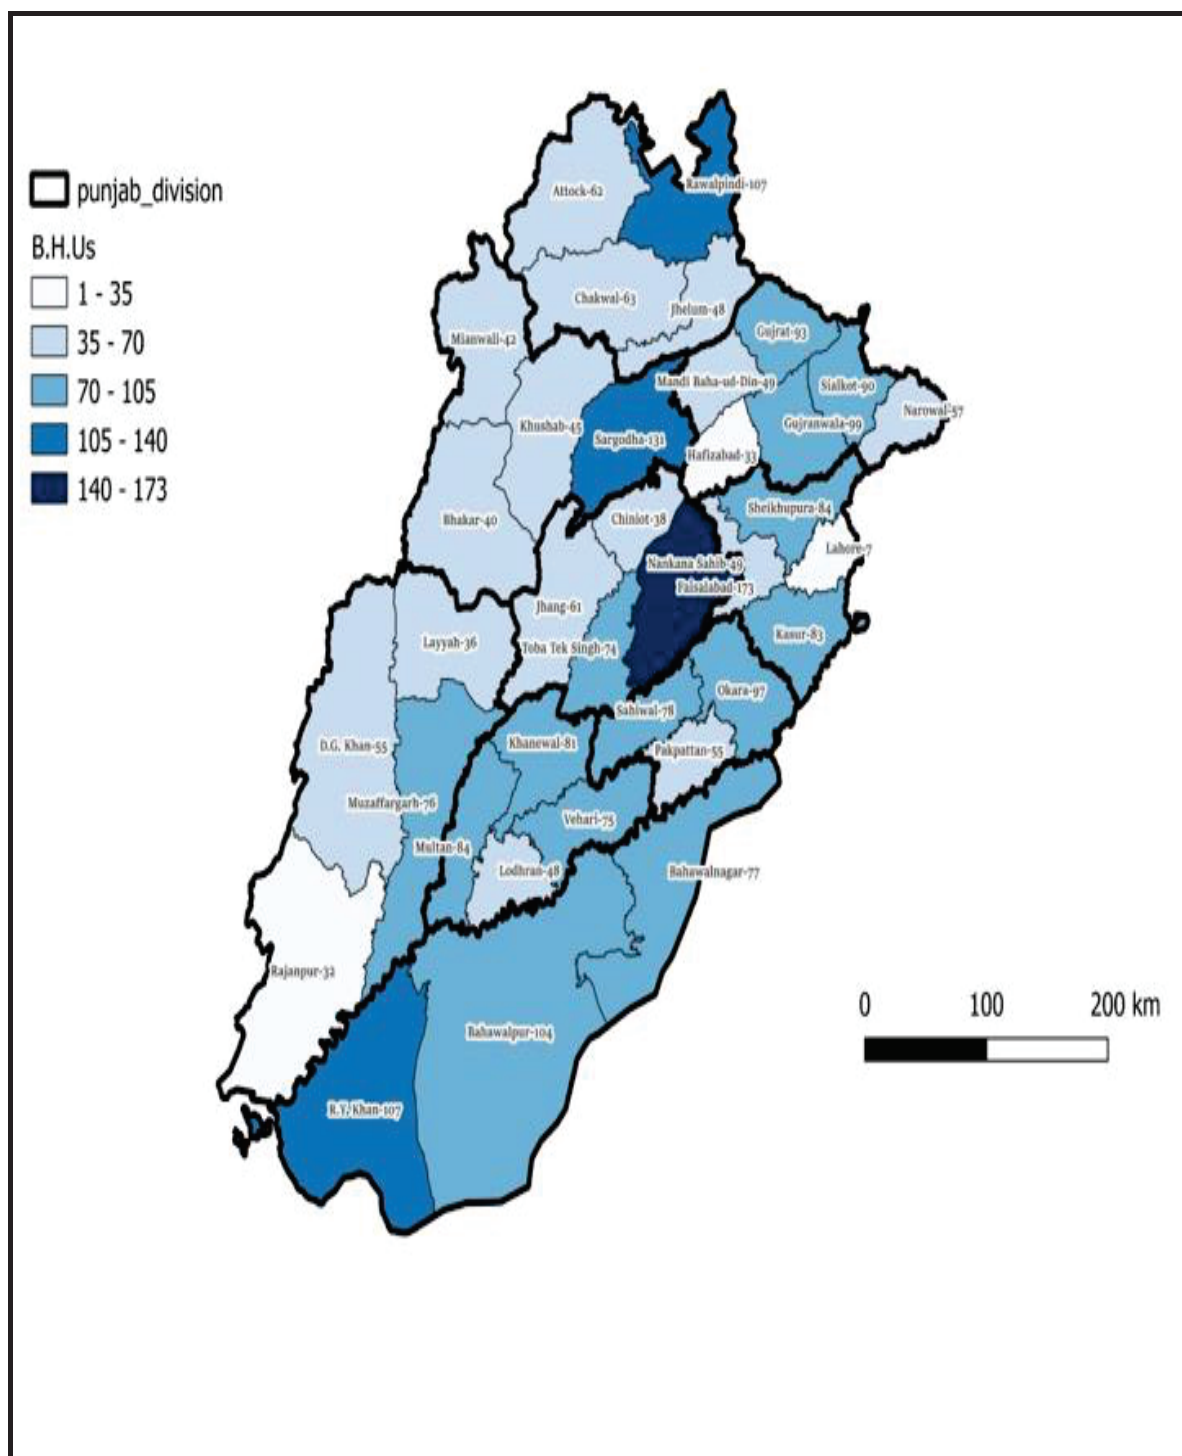 punjab_division
B.H.Us
1 - 35
35 - 70
70 - 105
105 - 140
140 - 173
Attock-62
Rawalpindi-107
Chakwal-63
Jhelum-48
Mianwali-42
Gujrat-93
Mandi Baha-ud-Din-49
Sialkot-90
Narowal-57
Khushab-45
Sargodha-131
Gujranwala-99
Hafizabad-33
Bhakar-40
Chiniot-38
Sheikhupura-84
Lahore-7
Nankana Sahib-49
Faisalabad-173
Jhang-61
Kasur-83
Layyah-36
Toba Tek Singh-74
Okara-97
Sahiwal-78
D.G. Khan-55
Khanewal-81
Pakpattan-55
Muzaffargarh-76
Vehari-75
Multan-84
Lodhran-48
Bahawalnagar-77
Rajanpur-32
0 100 200 km
Bahawalpur-104
R.Y. Khan-107